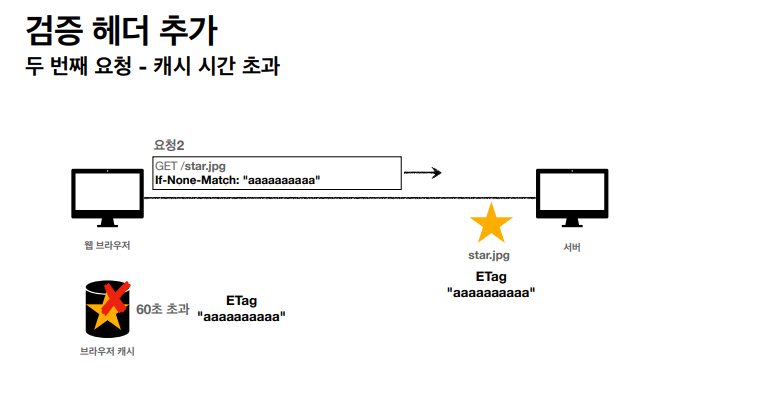 검증 헤더 추가
두 번째 요청 - 캐시 시간 초과
요청2
GET /star.jpg
If-None-Match: "aaaaaaaaaa"
웹 브라우저
star.jpg
서버
ETag
"aaaaaaaaaa"
60초 초과
ETag
"aaaaaaaaaa"
브라우저 캐시